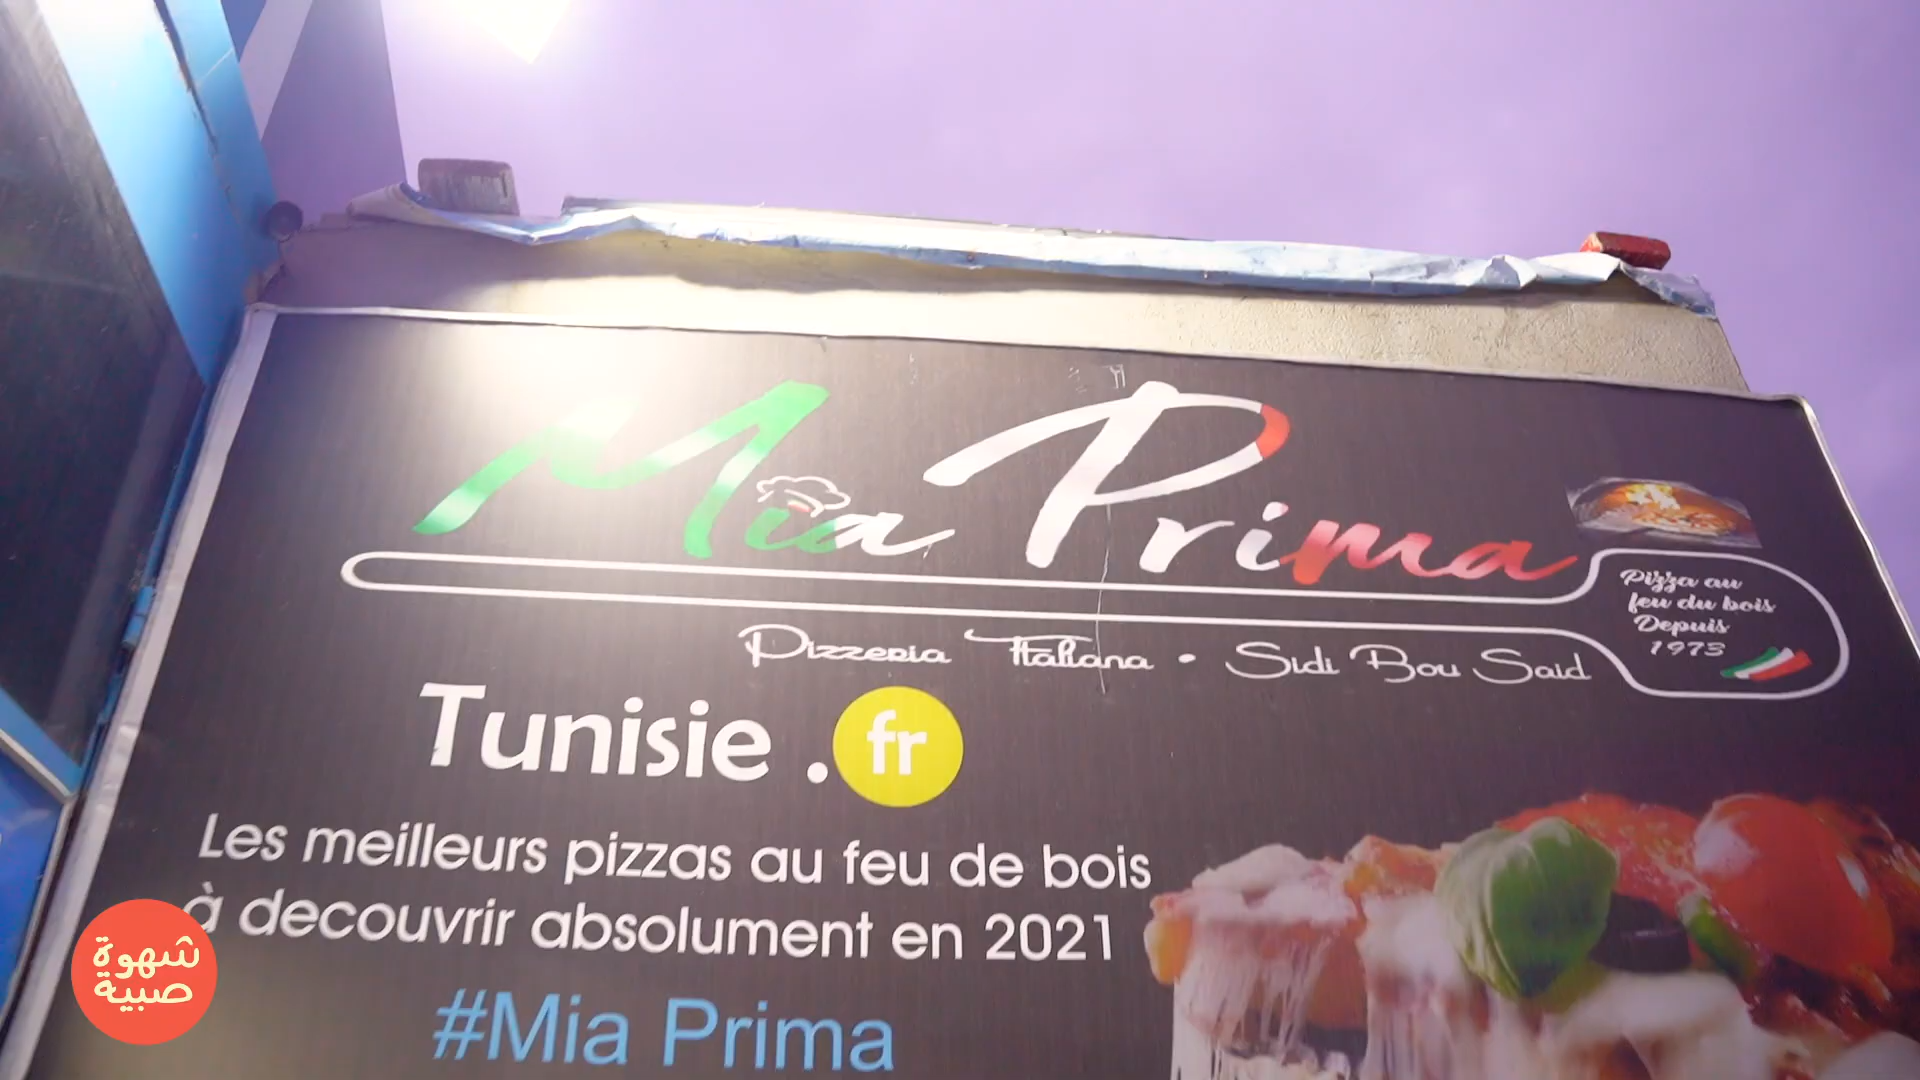 Mia Prima
Pizza au
feu du bois
Depuis
1973
Pizzeria Italiana • Sidi Bou Said
Tunisie . fr
Les meilleurs pizzas au feu de bois
à decouvrir absolument en 2021
#Mia Prima
شهوة
صبية